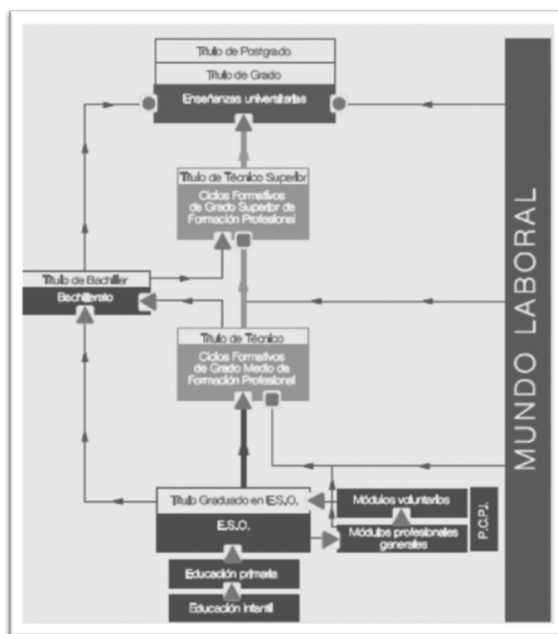 Título de Postgrado
Título de Grado
Enseñanzas universitarias
Título de Técnico Superior
Ciclos Formativos
de Grado Superior de
Formación Profesional
Título de Bachiller
Bachillerato
Título de Técnico
Ciclos Formativos
de Grado Medio de
Formación Profesional
MUNDO LABORAL
Título Graduado en E.S.O.
E.S.O.
Módulos voluntarios
Módulos profesionales
generales
P.C.P.I.
Educación primaria
Educación infantil